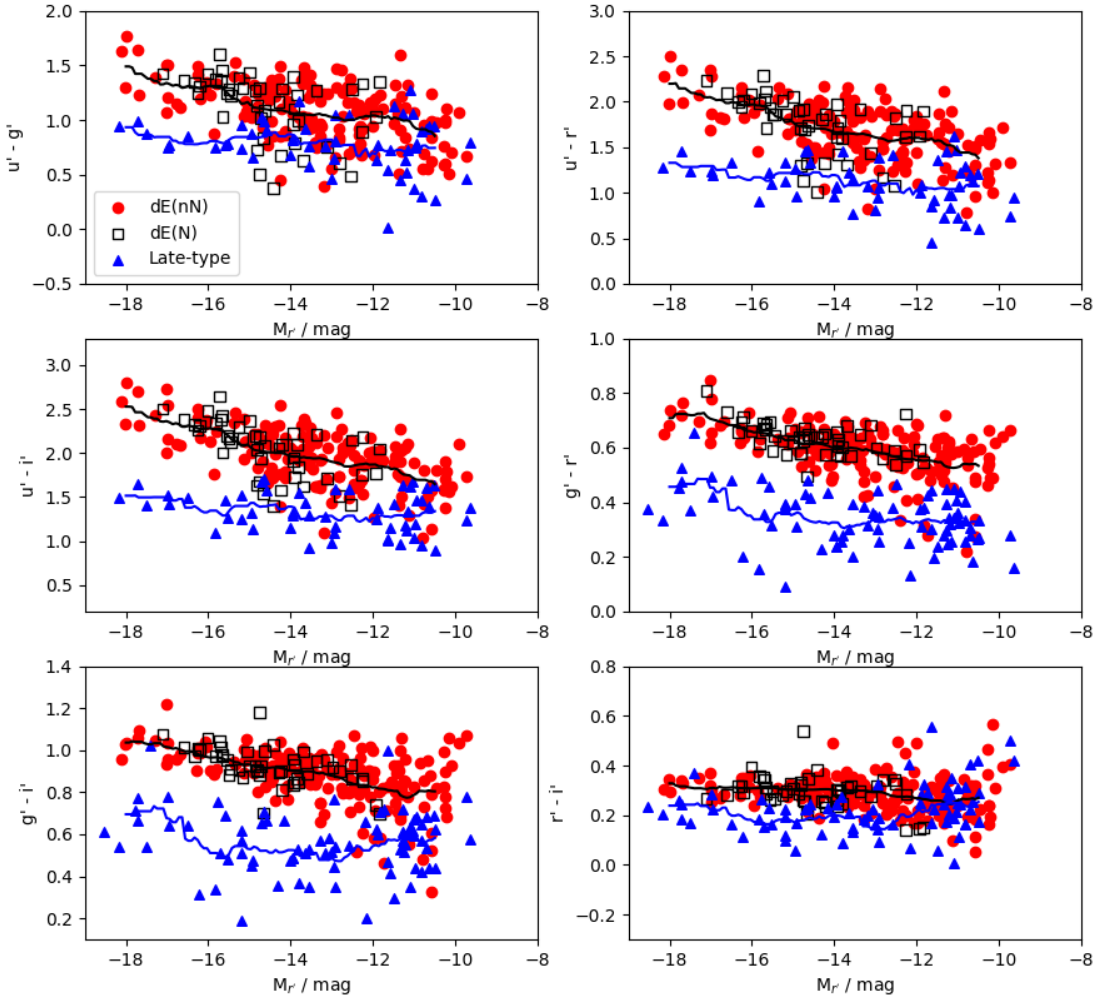 2.0
1.5
1.0
0.5
0.0
−0.5
u' - g'
dE(nN)
dE(N)
Late-type
−18 −16 −14 −12 −10 −8
M_{r'} / mag
3.0
2.5
2.0
1.5
1.0
0.5
0.0
u' - r'
−18 −16 −14 −12 −10 −8
M_{r'} / mag
3.0
2.5
2.0
1.5
1.0
0.5
u' - i'
−18 −16 −14 −12 −10 −8
M_{r'} / mag
1.0
0.8
0.6
0.4
0.2
0.0
g' - r'
−18 −16 −14 −12 −10 −8
M_{r'} / mag
1.4
1.2
1.0
0.8
0.6
0.4
0.2
g' - i'
−18 −16 −14 −12 −10 −8
M_{r'} / mag
0.8
0.6
0.4
0.2
0.0
−0.2
r' - i'
−18 −16 −14 −12 −10 −8
M_{r'} / mag